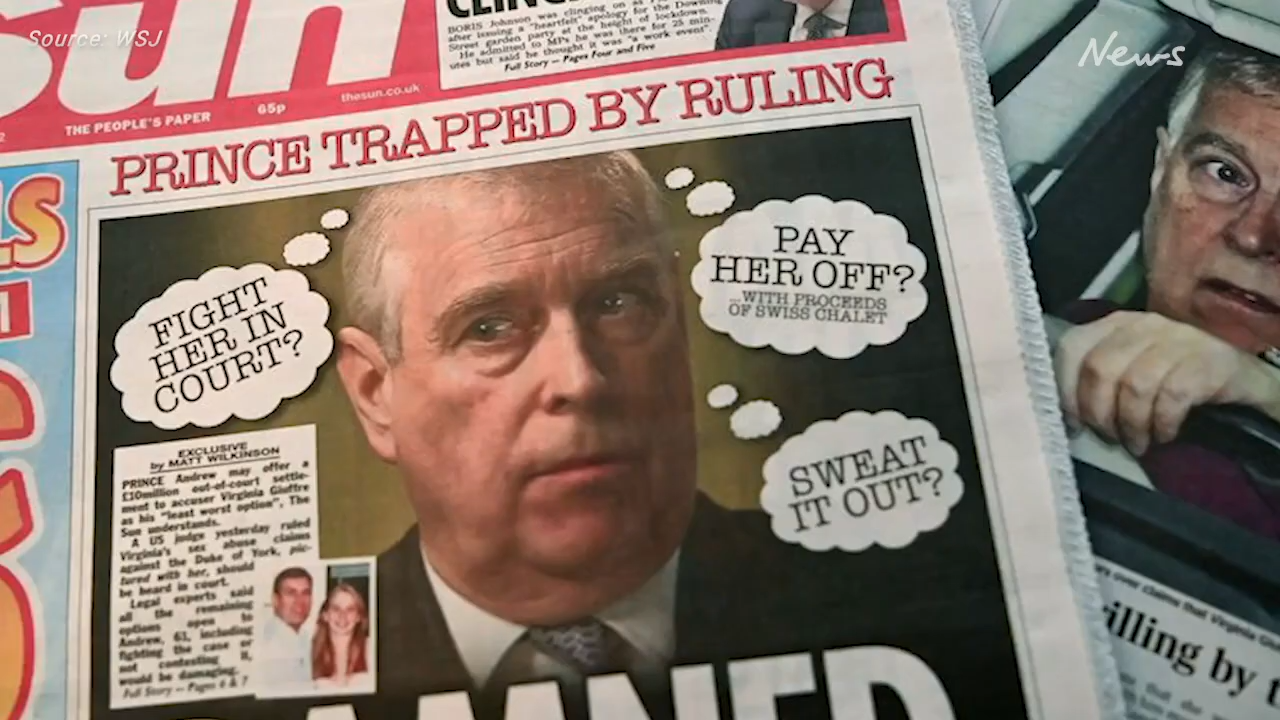 Source: WSJ
News
Sun
BORIS Johnson was clinging on as
after issuing a "heartfelt" apology for the Downing
Street garden party at the height of lockdown.
He admitted to MPs he was there for 25 min-
utes but said he thought it was "a work event".
Full Story — Pages Four and Five
THE PEOPLE'S PAPER
65p
thesun.co.uk
PRINCE TRAPPED BY RULING
FIGHT
HER IN
COURT?
PAY
HER OFF?
...WITH PROCEEDS
OF SWISS CHALET
SWEAT
IT OUT?
EXCLUSIVE
by MATT WILKINSON
PRINCE Andrew may offer a
£10million out-of-court settle-
ment to accuser Virginia Giuffre
as his "least worst option", The
Sun understands.
A US judge yesterday ruled
Virginia's sex abuse claims
against the Duke of York, pic-
tured with her, should
be heard in court.
Legal experts said
all the remaining
options open to
Andrew, 61, including
fighting the case or
not contesting it,
would be damaging.
Full Story — Pages 6 & 7
over claims that Virginia
illing by